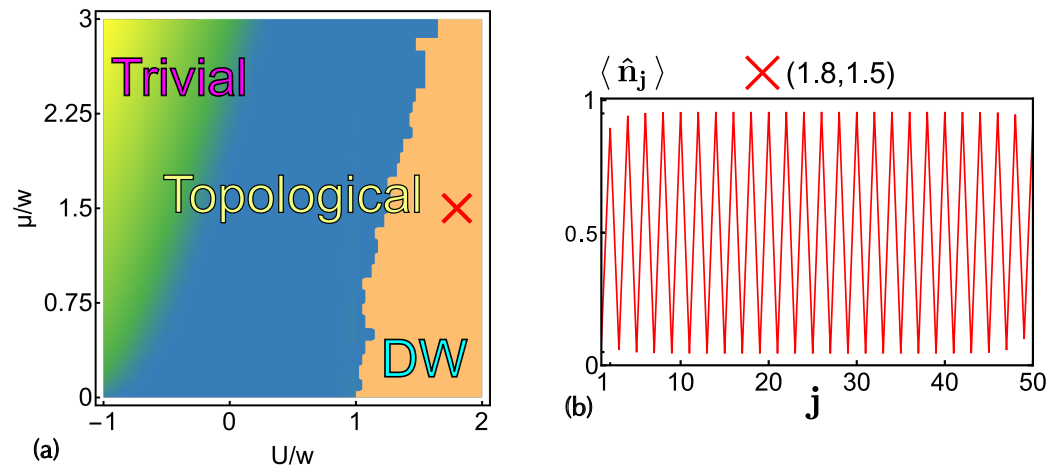 3
2.25
1.5
0.75
0
μ/w
Trivial
Topological
DW
−1
0
1
2
U/w
(a)
⟨ n̂ⱼ ⟩
(1.8,1.5)
1
0.5
0
1
10
20
30
40
50
j
(b)